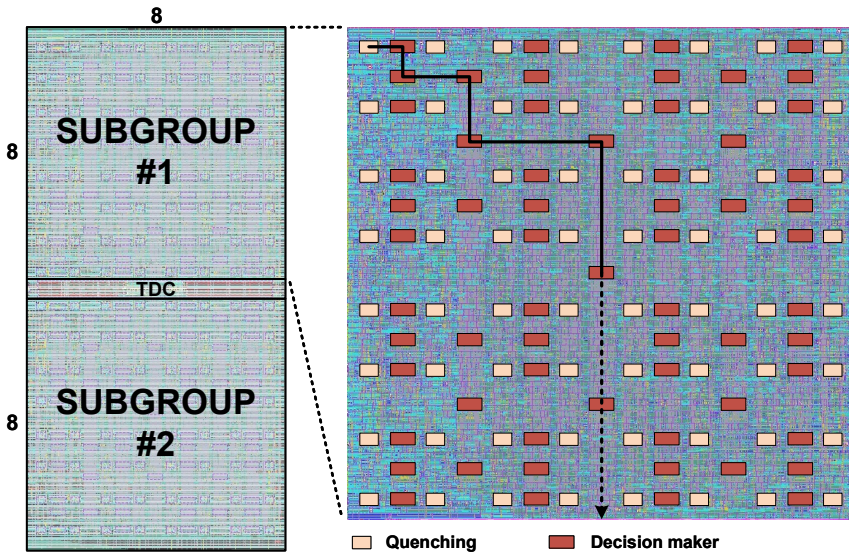 8
8
SUBGROUP
#1
TDC
8
SUBGROUP
#2
Quenching
Decision maker